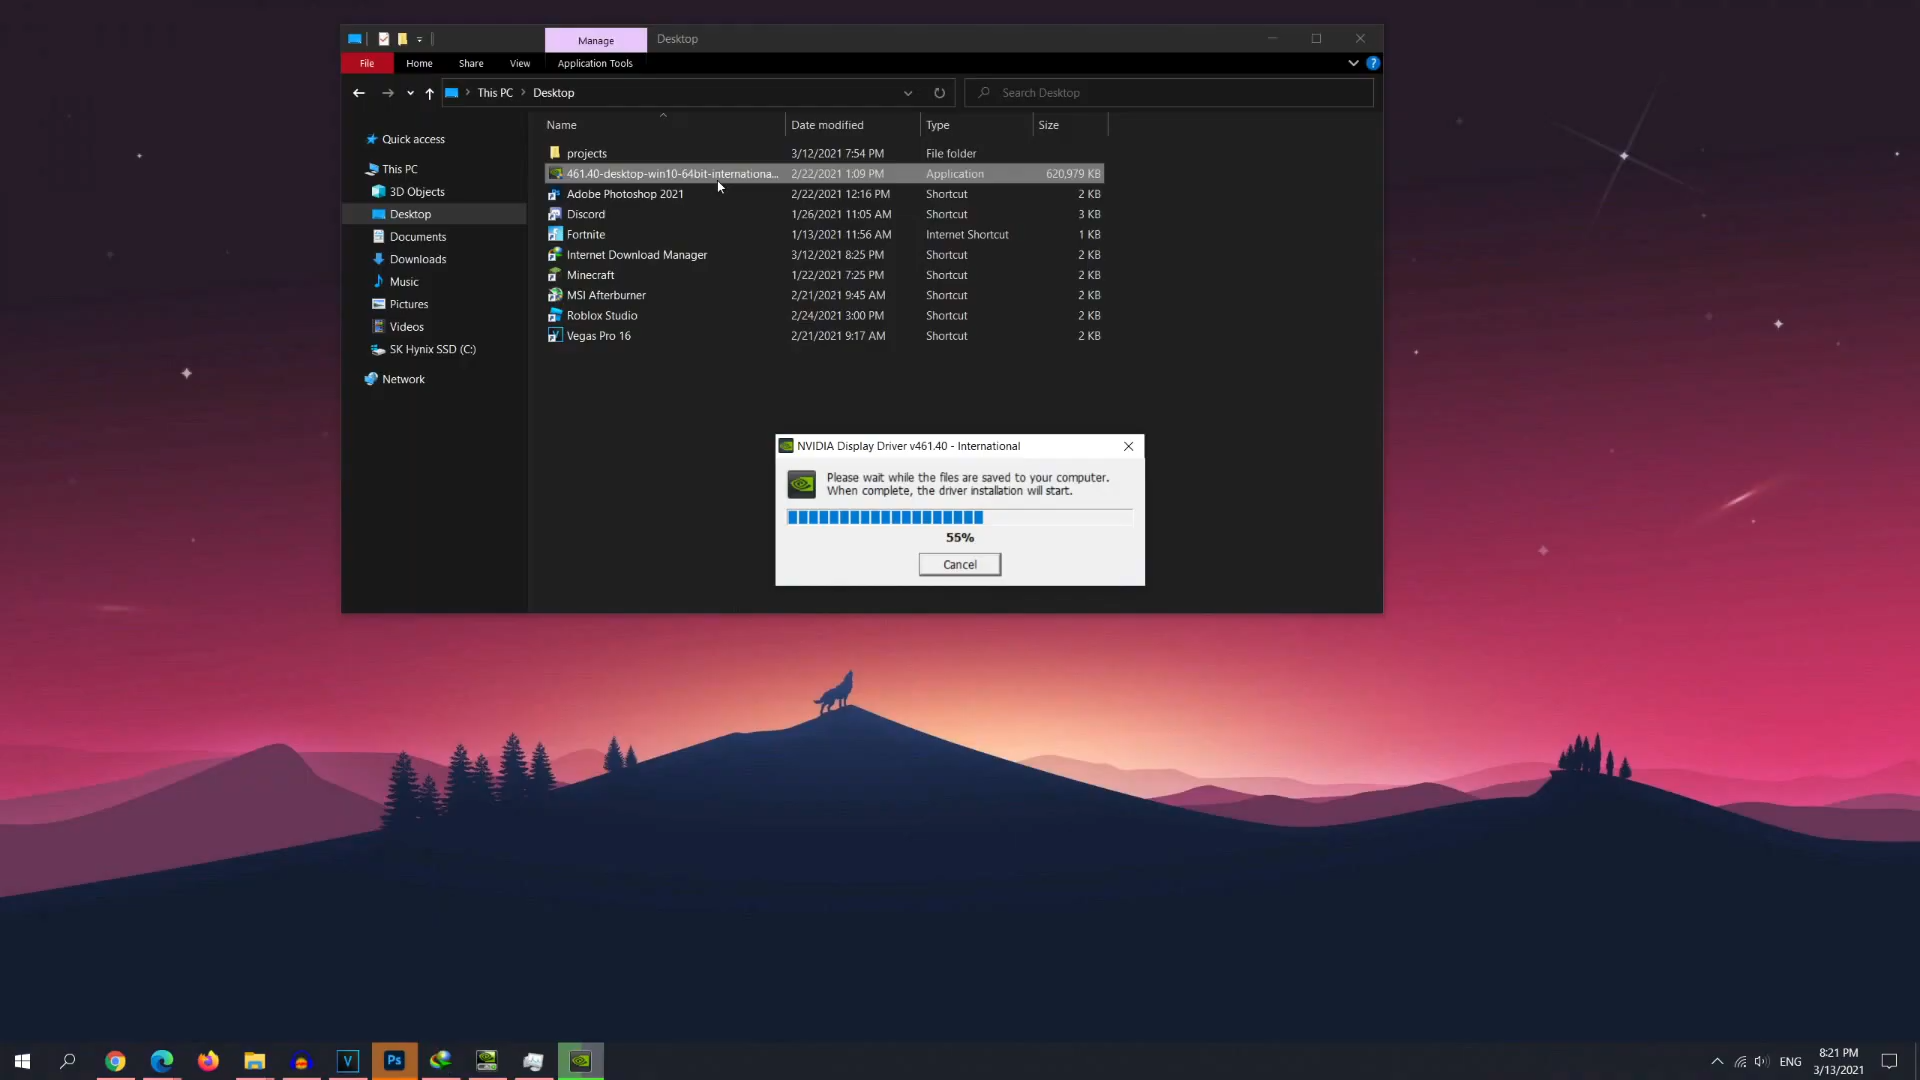 Manage
Desktop
File
Home
Share
View
Application Tools
?
This PC
Desktop
Search Desktop
Name
Date modified
Type
Size
Quick access
This PC
3D Objects
Desktop
Documents
Downloads
Music
Pictures
Videos
SK Hynix SSD (C:)
Network
projects 3/12/2021 7:54 PM File folder
461.40-desktop-win10-64bit-internationa... 2/22/2021 1:09 PM Application 620,979 KB
Adobe Photoshop 2021 2/22/2021 12:16 PM Shortcut 2 KB
Discord 1/26/2021 11:05 AM Shortcut 3 KB
Fortnite 1/13/2021 11:56 AM Internet Shortcut 1 KB
Internet Download Manager 3/12/2021 8:25 PM Shortcut 2 KB
Minecraft 1/22/2021 7:25 PM Shortcut 2 KB
MSI Afterburner 2/21/2021 9:45 AM Shortcut 2 KB
Roblox Studio 2/24/2021 3:00 PM Shortcut 2 KB
Vegas Pro 16 2/21/2021 9:17 AM Shortcut 2 KB
NVIDIA Display Driver v461.40 - International
Please wait while the files are saved to your computer.
When complete, the driver installation will start.
55%
Cancel
V
Ps
ENG
8:21 PM
3/13/2021